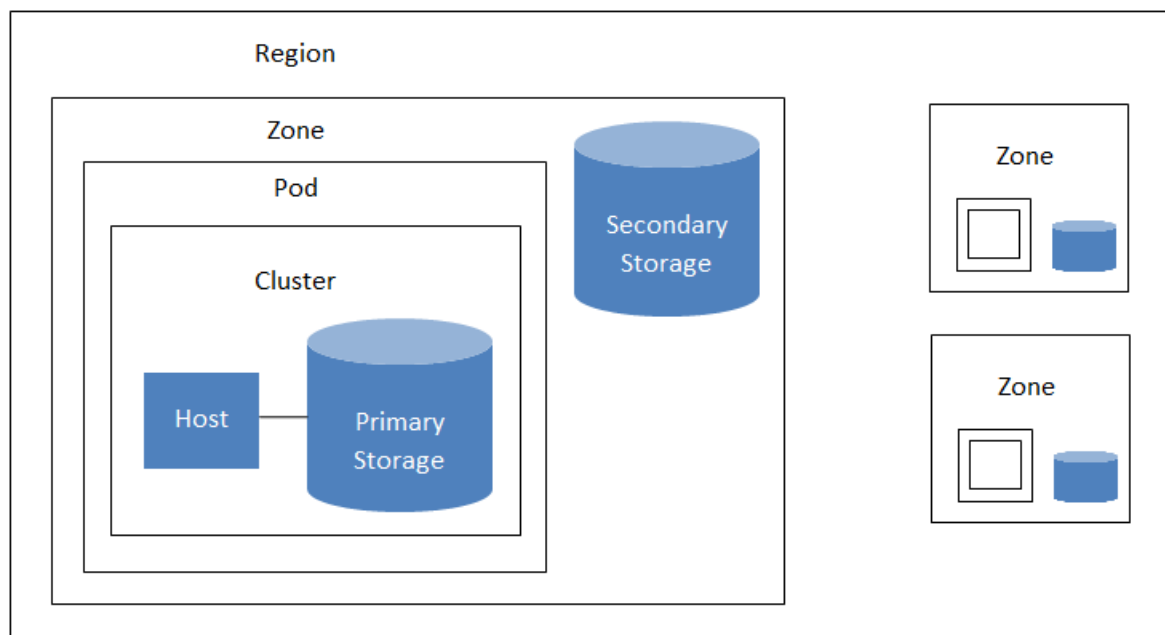 Region
Zone
Pod
Cluster
Host
Primary
Storage
Secondary
Storage
Zone
Zone